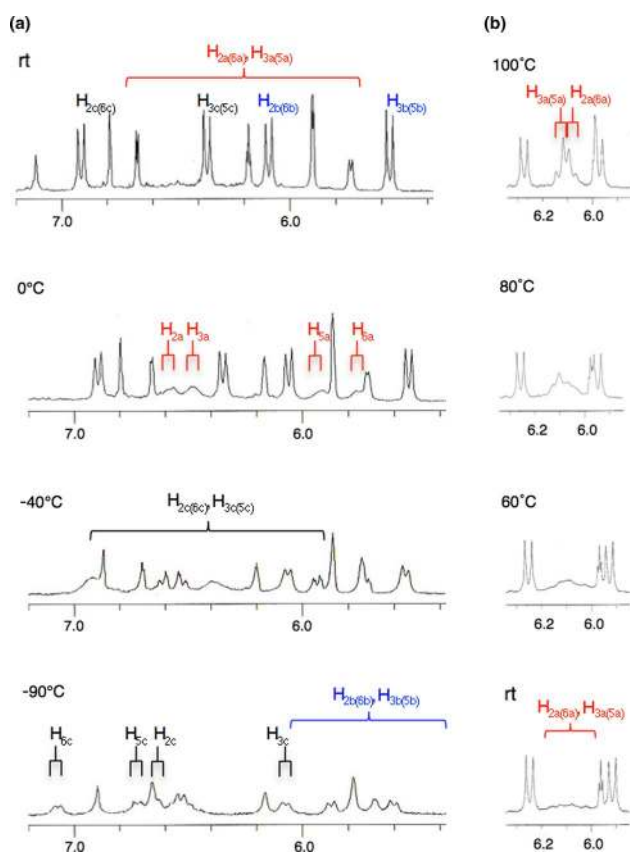 (a)
rt
H2a(6a), H3a(5a)
H2c(6c)
H3c(5c)
H2b(6b)
H3b(5b)
7.0
6.0
0°C
H2a
H3a
H5a
H6a
7.0
6.0
-40°C
H2c(6c), H3c(5c)
7.0
6.0
-90°C
H2b(6b), H3b(5b)
H6c
H5c
H2c
H3c
7.0
6.0
(b)
100°C
H3a(5a)
H2a(6a)
6.2
6.0
80°C
6.2
6.0
60°C
6.2
6.0
rt
H2a(6a), H3a(5a)
6.2
6.0